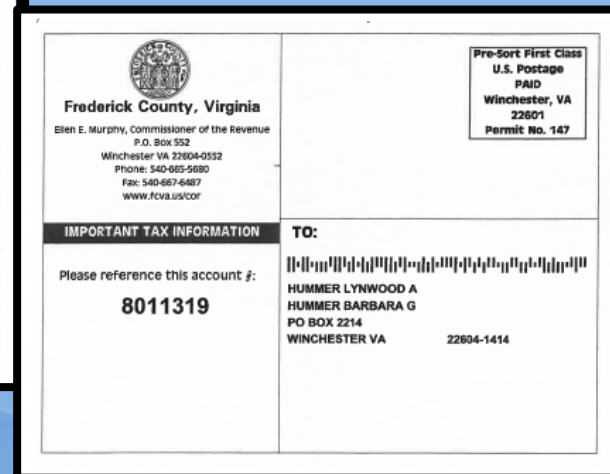 Frederick County, Virginia
Ellen E. Murphy, Commissioner of the Revenue
P.O. Box 552
Winchester VA 22604-0552
Phone: 540-665-5680
Fax: 540-667-6487
www.fcva.us/cor
Pre-Sort First Class
U.S. Postage
PAID
Winchester, VA
22601
Permit No. 147
IMPORTANT TAX INFORMATION
Please reference this account #:
8011319
TO:
HUMMER LYNWOOD A
HUMMER BARBARA G
PO BOX 2214
WINCHESTER VA 22604-1414